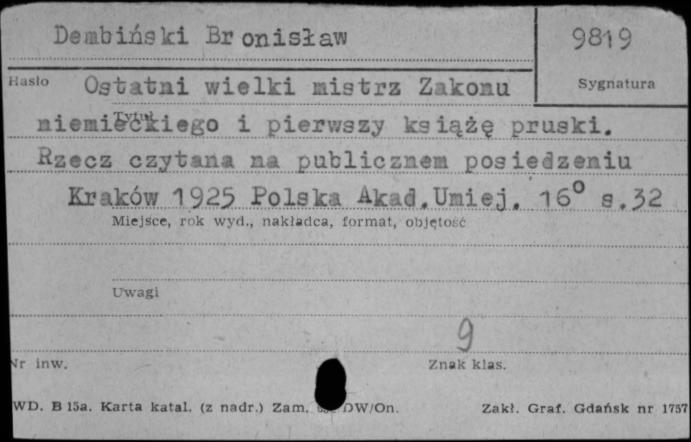 Dembiński Bronisław
9819
Hasło
Sygnatura
Ostatni wielki mistrz Zakonu
Tytuł
niemieckiego i pierwszy książę pruski.
Rzecz czytana na publicznem posiedzeniu
Kraków 1925 Polska Akad.Umiej. 16° s.32
Miejsce, rok wyd., nakładca, format, objętość
Uwagi
9
Nr inw.
Znak klas.
WD. B 15a. Karta katal. (z nadr.) Zam. DW/On.
Zakł. Graf. Gdańsk nr 1757